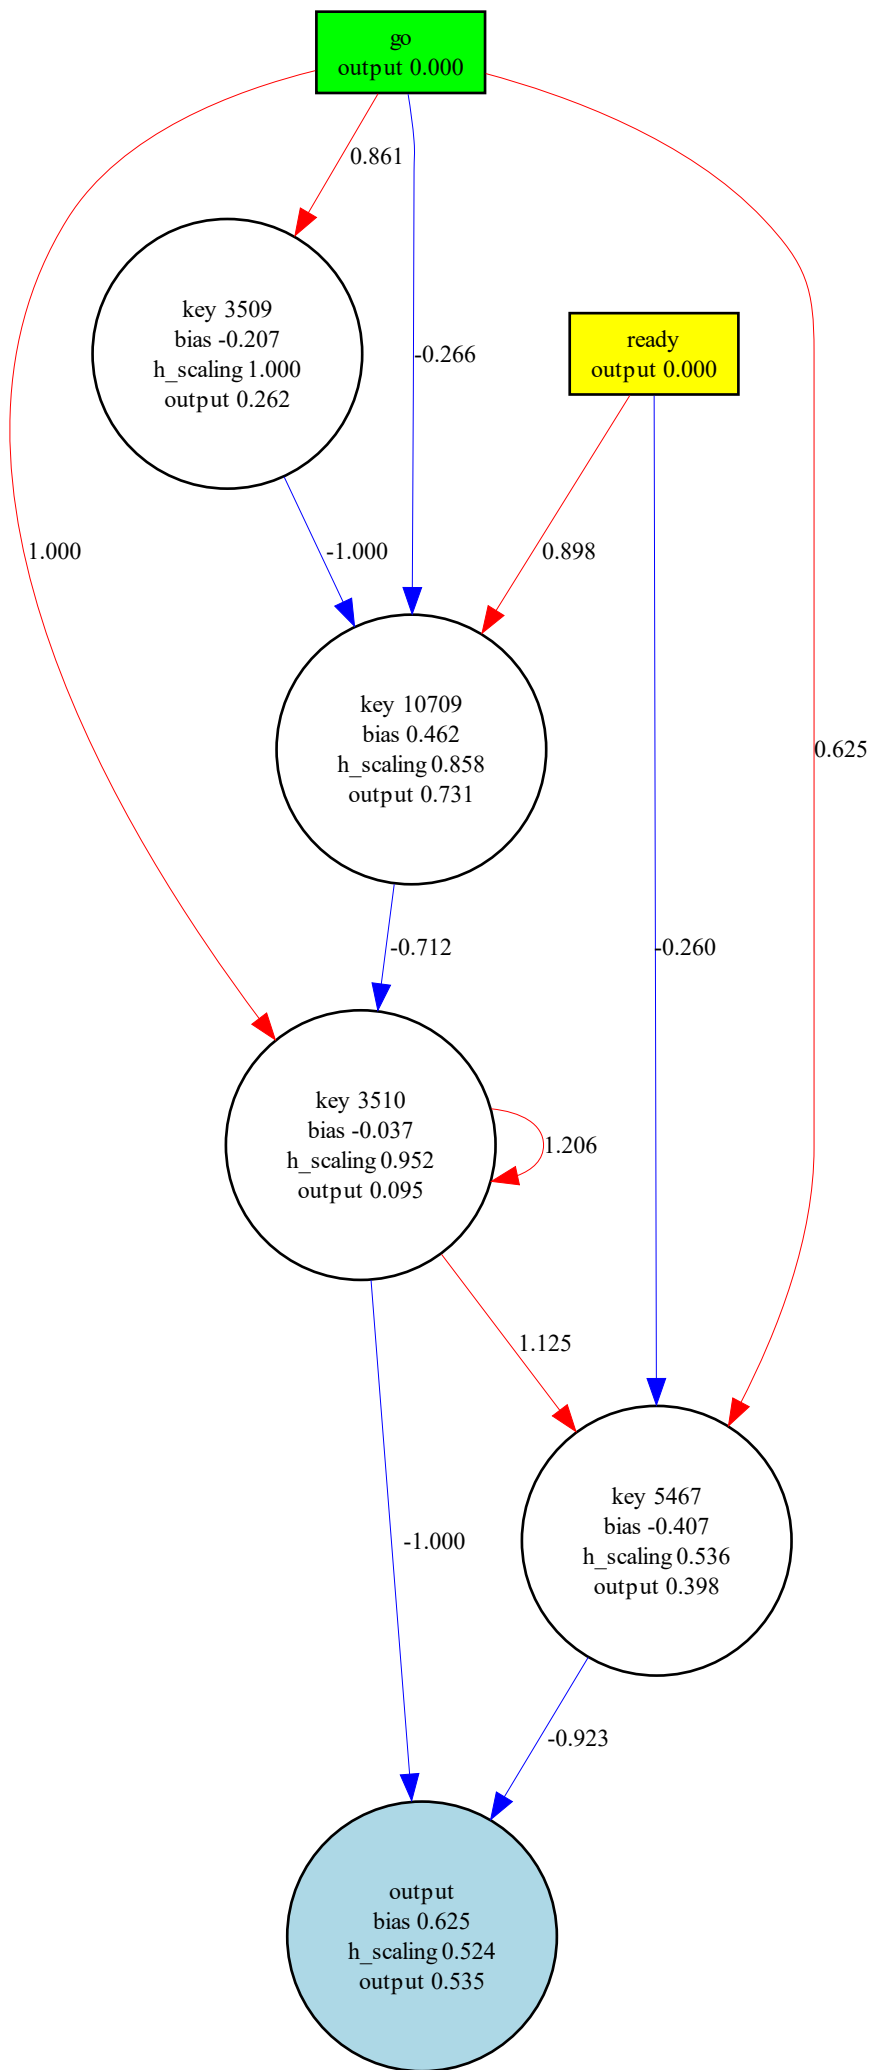 go
output 0.000
0.861
key 3509
bias -0.207
h_scaling 1.000
output 0.262
-0.266
ready
output 0.000
1.000
-1.000
0.898
key 10709
bias 0.462
h_scaling 0.858
output 0.731
0.625
-0.712
-0.260
key 3510
bias -0.037
h_scaling 0.952
output 0.095
1.206
1.125
key 5467
bias -0.407
h_scaling 0.536
output 0.398
-1.000
-0.923
output
bias 0.625
h_scaling 0.524
output 0.535